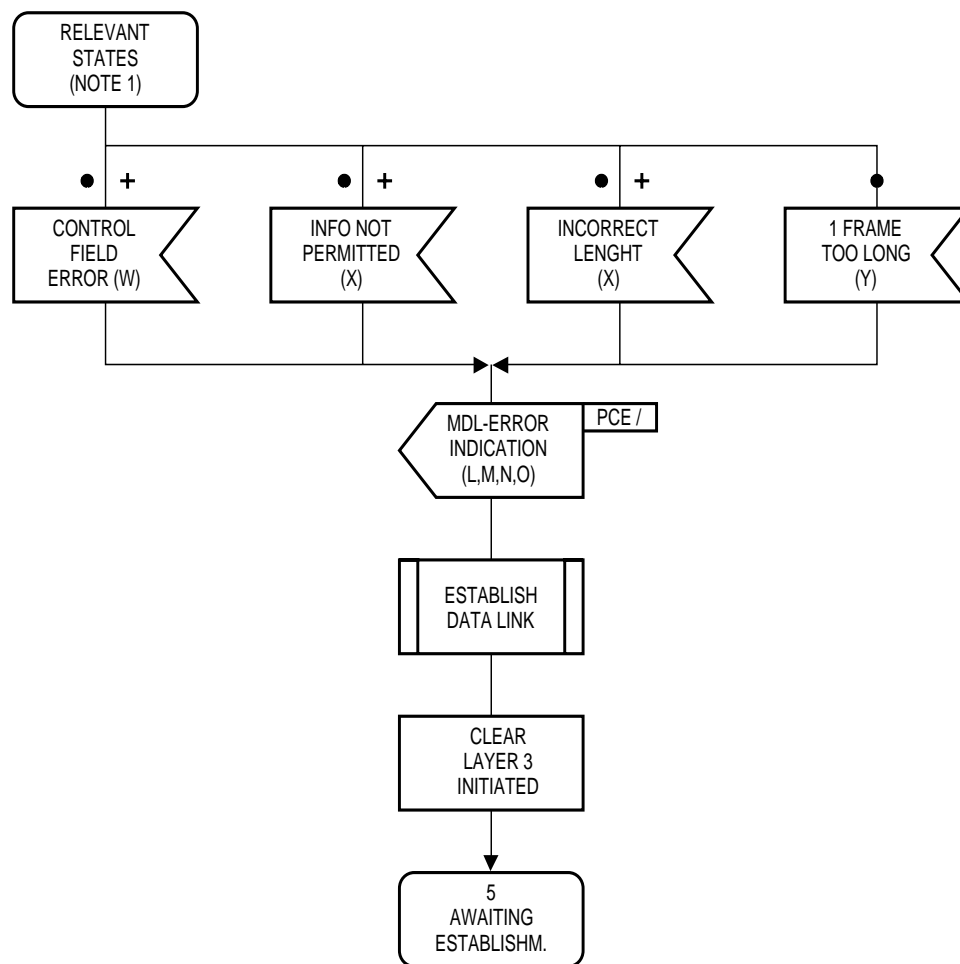 RELEVANT
STATES
(NOTE 1)
+
+
+
CONTROL
FIELD
ERROR (W)
INFO NOT
PERMITTED
(X)
INCORRECT
LENGHT
(X)
1 FRAME
TOO LONG
(Y)
MDL-ERROR
INDICATION
(L,M,N,O)
PCE /
ESTABLISH
DATA LINK
CLEAR
LAYER 3
INITIATED
5
AWAITING
ESTABLISHM.